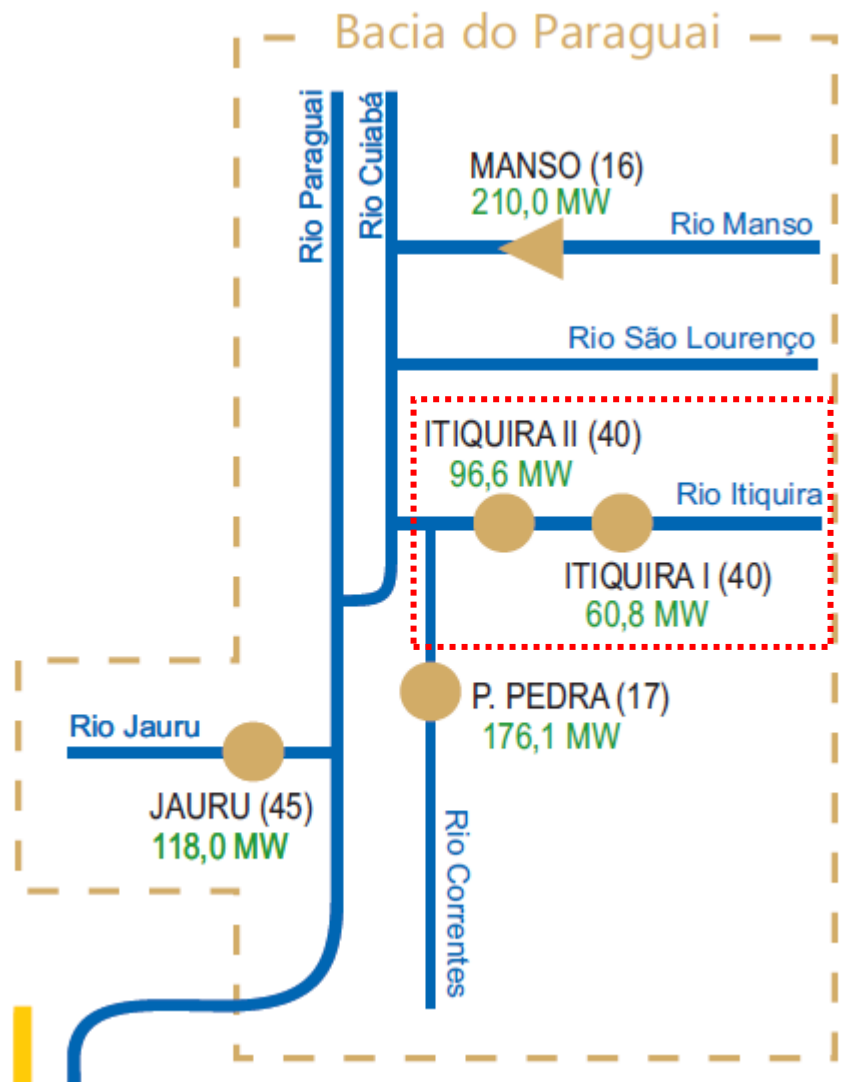 Bacia do Paraguai
Rio Paraguai
Rio Cuiabá
MANSO (16)
210,0 MW
Rio Manso
Rio São Lourenço
ITIQUIRA II (40)
96,6 MW
Rio Itiquira
ITIQUIRA I (40)
60,8 MW
P. PEDRA (17)
176,1 MW
Rio Jauru
JAURU (45)
118,0 MW
Rio Correntes